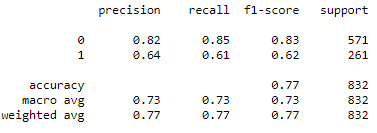 precision recall f1-score support
0 0.82 0.85 0.83 571
1 0.64 0.61 0.62 261
accuracy 0.77 832
macro avg 0.73 0.73 0.73 832
weighted avg 0.77 0.77 0.77 832